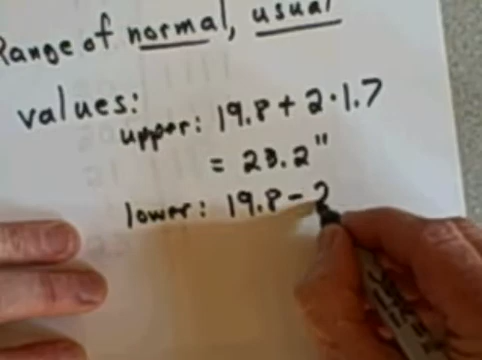 Range of normal, usual
values:
upper: 19.8 + 2 · 1.7
= 23.2"
lower: 19.8 - 2